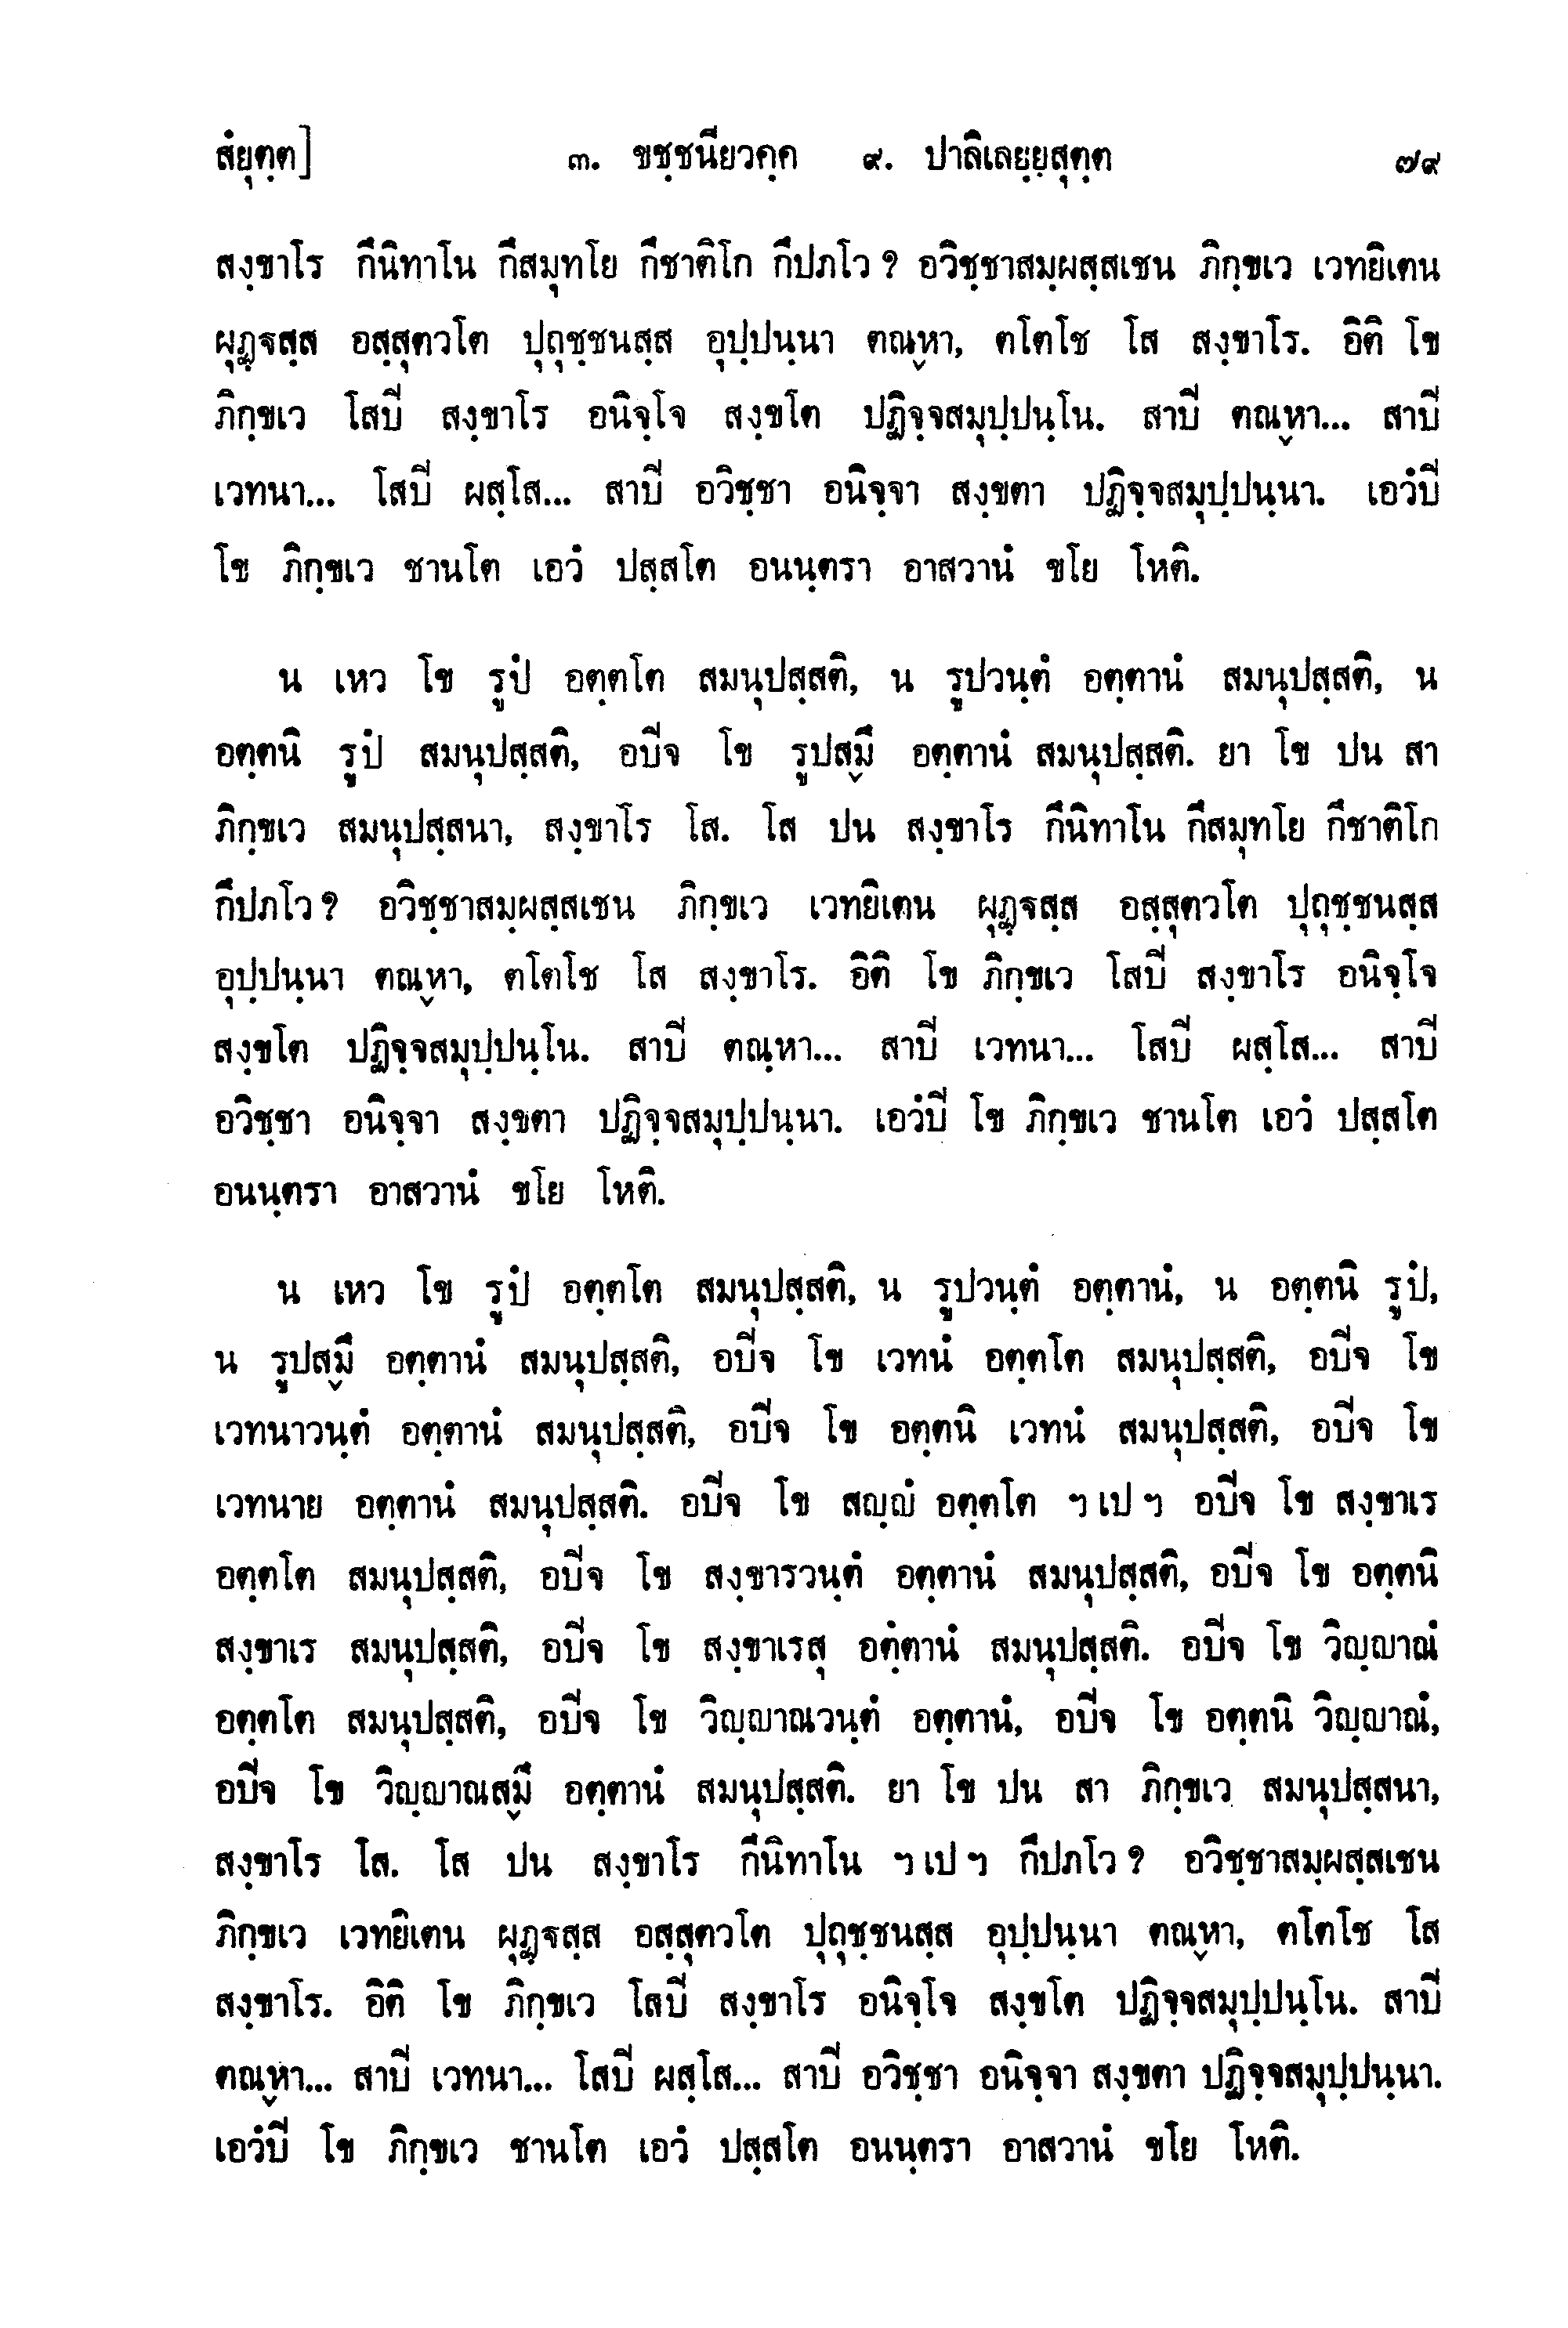 สํยุตฺต]	๓. ขชฺชนียวคฺค ๙. ปาลิเลยฺยสุตฺต	๗๙
สงฺขาโร กึนิทาโน กึสมุทโย กึชาติโก กึปภโว ? อวิชฺชาสมฺผสฺสเชน ภิกฺขเว เวทยิเตน
ผุฏฺฐสฺส อสฺสุตวโต ปุถุชฺชนสฺส อุปฺปนฺนา ตณฺหา, ตโตโช โส สงฺขาโร. อิติ โข
ภิกฺขเว โสปิ สงฺขาโร อนิจฺโจ สงฺขโต ปฏิจฺจสมุปฺปนฺโน. สาปิ ตณฺหา... สาปิ
เวทนา... โสปิ ผสฺโส... สาปิ อวิชฺชา อนิจฺจา สงฺขตา ปฏิจฺจสมุปฺปนฺนา. เอวํปิ
โข ภิกฺขเว ชานโต เอวํ ปสฺสโต อนนฺตรา อาสวานํ ขโย โหติ.
น เหว โข รูปํ อตฺตโต สมนุปสฺสติ, น รูปวนฺตํ อตฺตานํ สมนุปสฺสติ, น
อตฺตนิ รูปํ สมนุปสฺสติ, อปิจ โข รูปสฺมึ อตฺตานํ สมนุปสฺสติ. ยา โข ปน สา
ภิกฺขเว สมนุปสฺสนา, สงฺขาโร โส. โส ปน สงฺขาโร กึนิทาโน กึสมุทโย กึชาติโก
กึปภโว ? อวิชฺชาสมฺผสฺสเชน ภิกฺขเว เวทยิเตน ผุฏฺฐสฺส อสฺสุตวโต ปุถุชฺชนสฺส
อุปฺปนฺนา ตณฺหา, ตโตโช โส สงฺขาโร. อิติ โข ภิกฺขเว โสปิ สงฺขาโร อนิจฺโจ
สงฺขโต ปฏิจฺจสมุปฺปนฺโน. สาปิ ตณฺหา... สาปิ เวทนา... โสปิ ผสฺโส... สาปิ
อวิชฺชา อนิจฺจา สงฺขตา ปฏิจฺจสมุปฺปนฺนา. เอวํปิ โข ภิกฺขเว ชานโต เอวํ ปสฺสโต
อนนฺตรา อาสวานํ ขโย โหติ.
น เหว โข รูปํ อตฺตโต สมนุปสฺสติ, น รูปวนฺตํ อตฺตานํ, น อตฺตนิ รูปํ,
น รูปสฺมึ อตฺตานํ สมนุปสฺสติ, อปิจ โข เวทนํ อตฺตโต สมนุปสฺสติ, อปิจ โข
เวทนาวนฺตํ อตฺตานํ สมนุปสฺสติ, อปิจ โข อตฺตนิ เวทนํ สมนุปสฺสติ, อปิจ โข
เวทนาย อตฺตานํ สมนุปสฺสติ. อปิจ โข สญฺญํ อตฺตโต ฯ เป ฯ อปิจ โข สงฺขาเร
อตฺตโต สมนุปสฺสติ, อปิจ โข สงฺขารวนฺตํ อตฺตานํ สมนุปสฺสติ, อปิจ โข อตฺตนิ
สงฺขาเร สมนุปสฺสติ, อปิจ โข สงฺขาเรสุ อตฺตานํ สมนุปสฺสติ. อปิจ โข วิญฺญาณํ
อตฺตโต สมนุปสฺสติ, อปิจ โข วิญฺญาณวนฺตํ อตฺตานํ, อปิจ โข อตฺตนิ วิญฺญาณํ,
อปิจ โข วิญฺญาณสฺมึ อตฺตานํ สมนุปสฺสติ. ยา โข ปน สา ภิกฺขเว สมนุปสฺสนา,
สงฺขาโร โส. โส ปน สงฺขาโร กึนิทาโน ฯ เป ฯ กึปภโว ? อวิชฺชาสมฺผสฺสเชน
ภิกฺขเว เวทยิเตน ผุฏฺฐสฺส อสฺสุตวโต ปุถุชฺชนสฺส อุปฺปนฺนา ตณฺหา, ตโตโช โส
สงฺขาโร. อิติ โข ภิกฺขเว โสปิ สงฺขาโร อนิจฺโจ สงฺขโต ปฏิจฺจสมุปฺปนฺโน. สาปิ
ตณฺหา... สาปิ เวทนา... โสปิ ผสฺโส... สาปิ อวิชฺชา อนิจฺจา สงฺขตา ปฏิจฺจสมุปฺปนฺนา.
เอวํปิ โข ภิกฺขเว ชานโต เอวํ ปสฺสโต อนนฺตรา อาสวานํ ขโย โหติ.